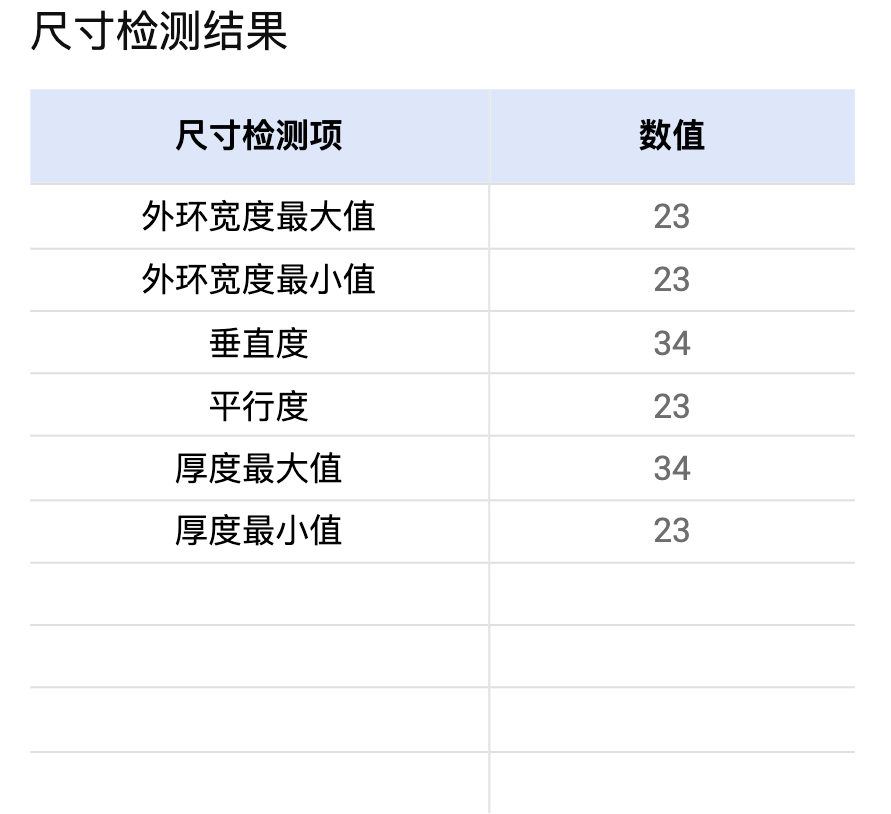 尺寸检测结果
尺寸检测项 数值
外环宽度最大值 23
外环宽度最小值 23
垂直度 34
平行度 23
厚度最大值 34
厚度最小值 23